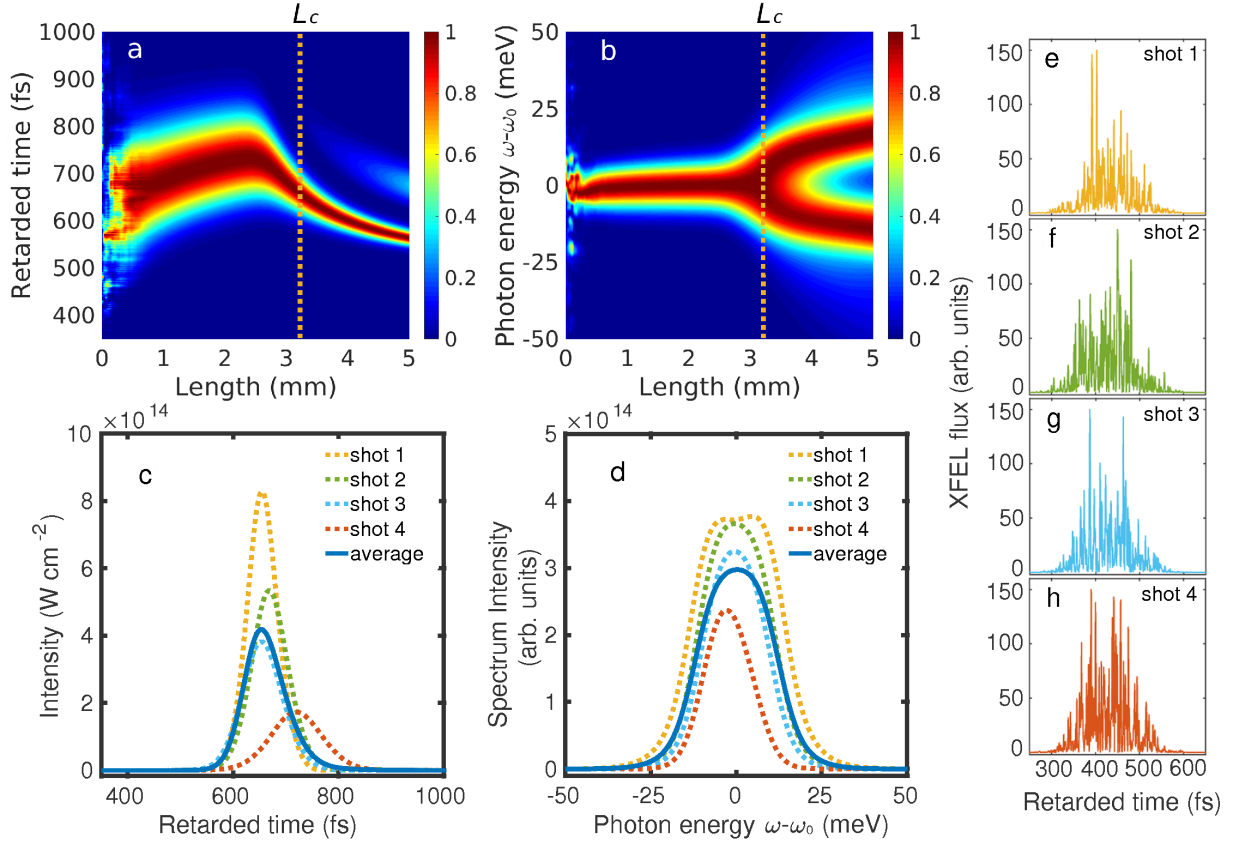 Lc
Lc
a
1000
900
800
700
600
500
400
Retarded time (fs)
0
1
2
3
4
5
Length (mm)
1
0.8
0.6
0.4
0.2
0
b
50
25
0
-25
-50
Photon energy ω-ω₀ (meV)
0
1
2
3
4
5
Length (mm)
1
0.8
0.6
0.4
0.2
0
c
×10 14
10
8
6
4
2
0
Intensity (W cm⁻²)
shot 1
shot 2
shot 3
shot 4
average
400
600
800
1000
Retarded time (fs)
d
×10 14
5
4
3
2
1
0
Spectrum Intensity
(arb. units)
shot 1
shot 2
shot 3
shot 4
average
-50
-25
0
25
50
Photon energy ω-ω₀ (meV)
XFEL flux (arb. units)
e
shot 1
150
100
50
0
f
shot 2
150
100
50
0
g
shot 3
150
100
50
0
h
shot 4
150
100
50
0
300 400 500 600
Retarded time (fs)